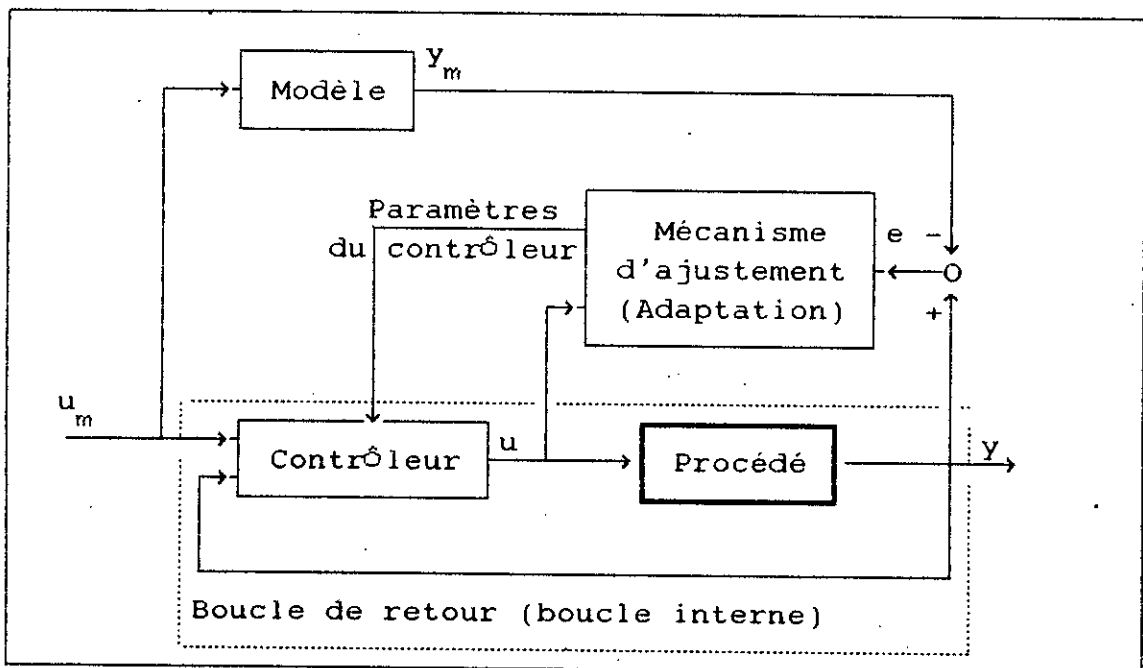 y_m
Modèle
Paramètres
du contrÔleur
Mécanisme
d'ajustement
(Adaptation)
e -
O
+
u_m
ContrÔleur
u
Procédé
y
Boucle de retour (boucle interne)